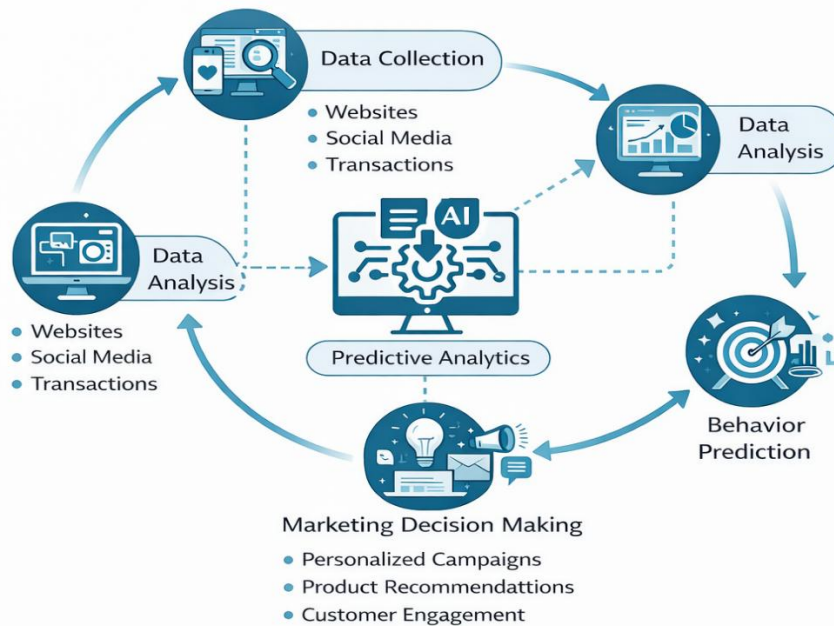 Data Collection
Websites
Social Media
Transactions
Data
Analysis
AI
Data
Analysis
Websites
Social Media
Transactions
Predictive Analytics
Behavior
Prediction
Marketing Decision Making
Personalized Campaigns
Product Recommendattions
Customer Engagement